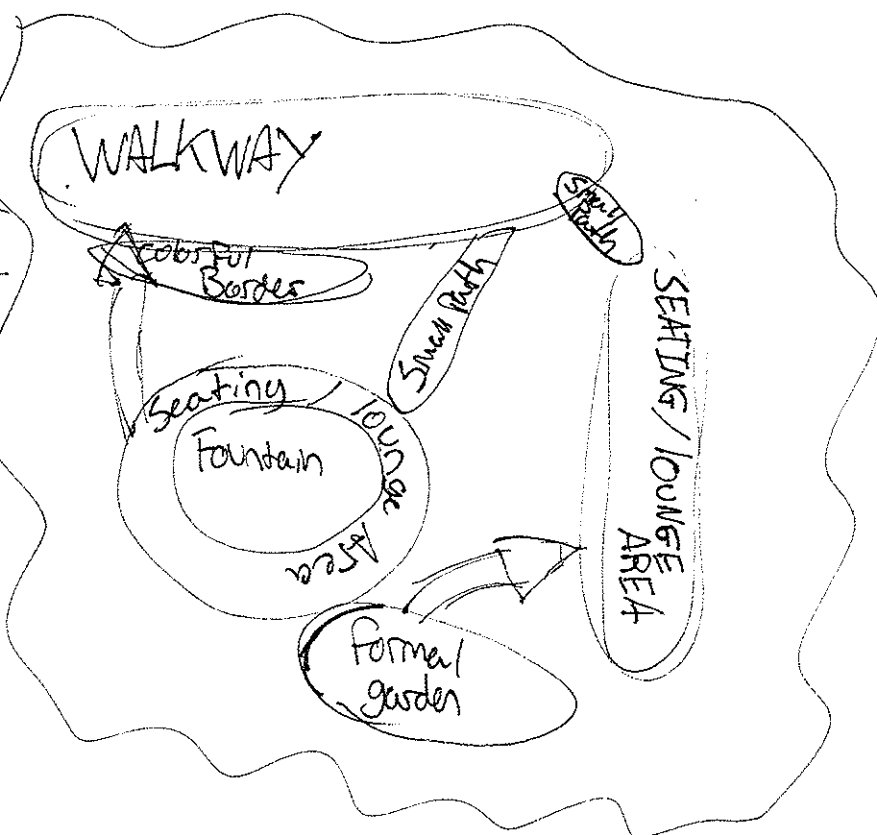 WALKWAY
Small
Path
Colorful
Border
Small Path
SEATING/LOUNGE
AREA
Seating / lounge Area
Fountain
formal
garden